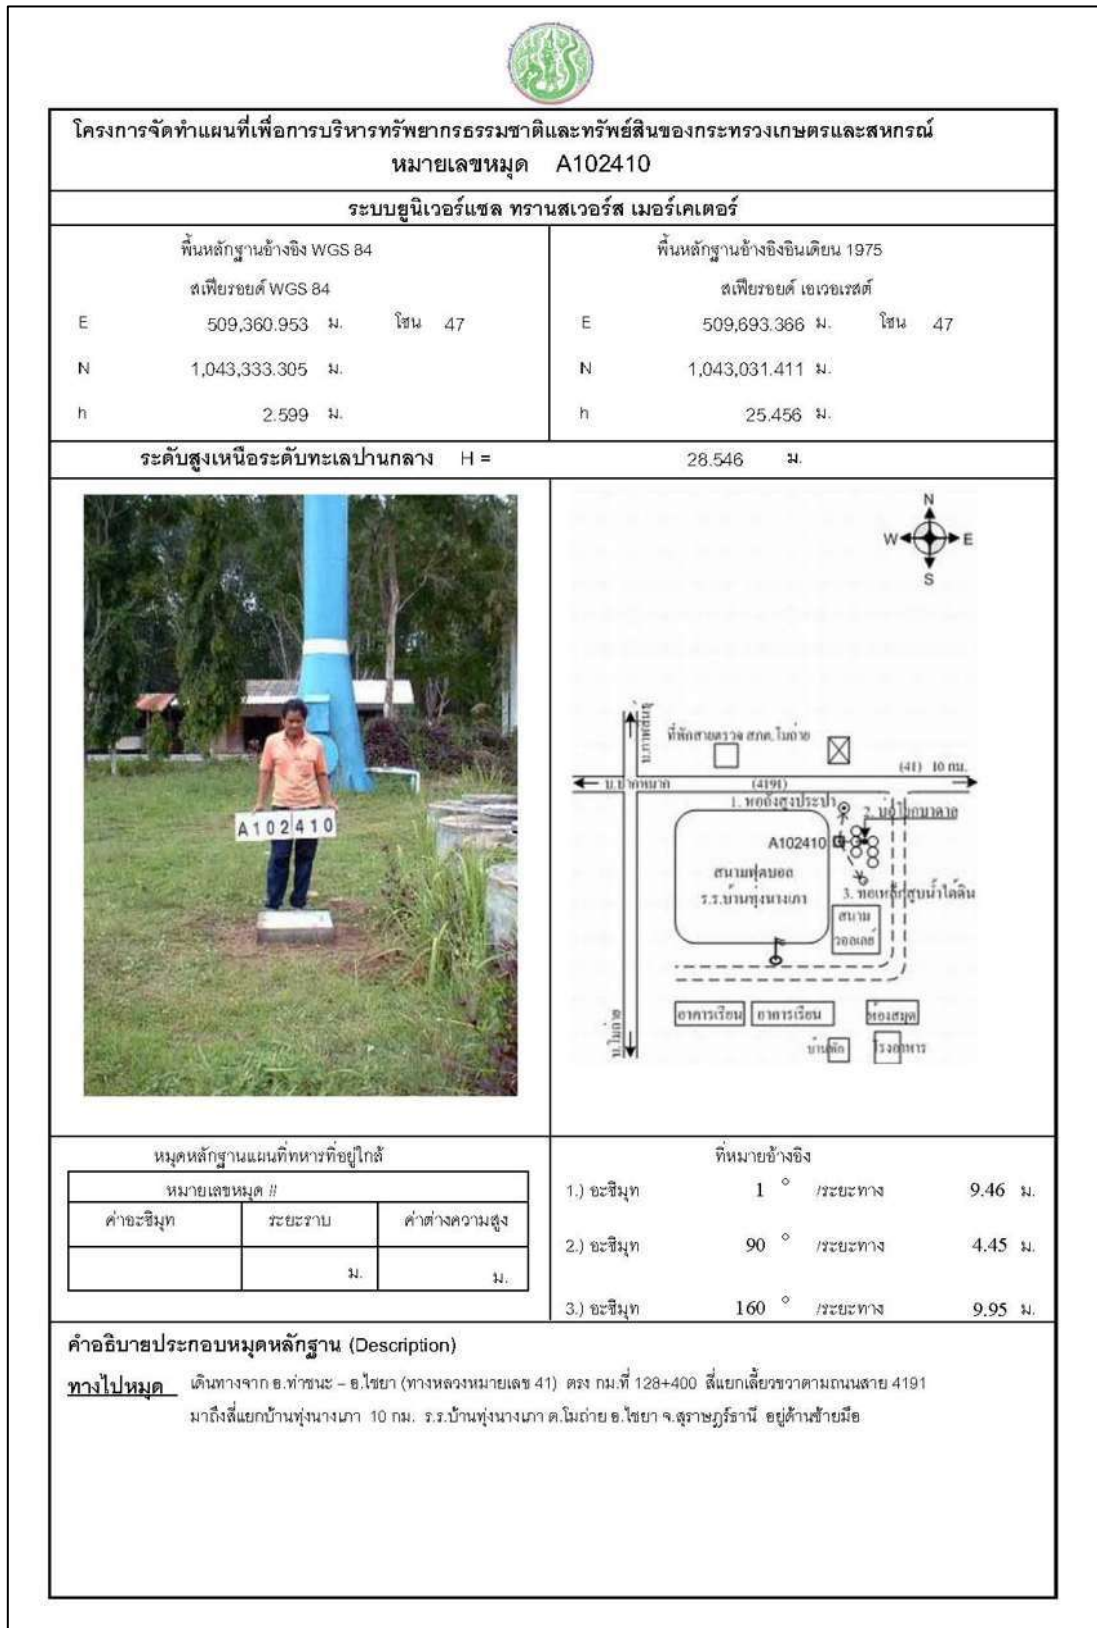 โครงการจัดทำแผนที่เพื่อการบริหารทรัพยากรธรรมชาติและทรัพย์สินของกระทรวงเกษตรและสหกรณ์
หมายเลขหมุด A102410
ระบบยูนิเวอร์แซล ทรานสเวอร์ส เมอร์เคเตอร์
พื้นหลักฐานอ้างอิง WGS 84
สเฟียรอยด์ WGS 84
E 509,360.953 ม. โซน 47
N 1,043,333.305 ม.
h 2.599 ม.
พื้นหลักฐานอ้างอิงอินเดียน 1975
สเฟียรอยด์ เอเวอเรสต์
E 509,693.366 ม. โซน 47
N 1,043,031.411 ม.
h 25.456 ม.
ระดับสูงเหนือระดับทะเลปานกลาง H = 28.546 ม.
A102410
N
W E
S
ที่พักสายตรวจ สภต.โมถ่าย
(41) 10 กม.
บ.ปากหมาก (4191)
1. หอถังสูงประปา
2. บ่อโยกบาดาล
A102410
สนามฟุตบอล
ร.ร.บ้านทุ่งนางเภา
3. ท่อเหล็กสูบน้ำใต้ดิน
สนาม
วอลเลย์
บ.โมถ่าย
อาคารเรียน อาคารเรียน ห้องสมุด
บ้านพัก โรงอาหาร
หมุดหลักฐานแผนที่ทหารที่อยู่ใกล้
หมายเลขหมุด //
ค่าอะซิมุท ระยะราบ ค่าต่างความสูง
ม. ม.
ที่หมายอ้างอิง
1.) อะซิมุท 1 ° /ระยะทาง 9.46 ม.
2.) อะซิมุท 90 ° /ระยะทาง 4.45 ม.
3.) อะซิมุท 160 ° /ระยะทาง 9.95 ม.
คำอธิบายประกอบหมุดหลักฐาน (Description)
ทางไปหมุด เดินทางจาก อ.ท่าชนะ – อ.ไชยา (ทางหลวงหมายเลข 41) ตรง กม.ที่ 128+400 สี่แยกเลี้ยวขวาตามถนนสาย 4191
มาถึงสี่แยกบ้านทุ่งนางเภา 10 กม. ร.ร.บ้านทุ่งนางเภา ต.โมถ่าย อ.ไชยา จ.สุราษฎร์ธานี อยู่ด้านซ้ายมือ